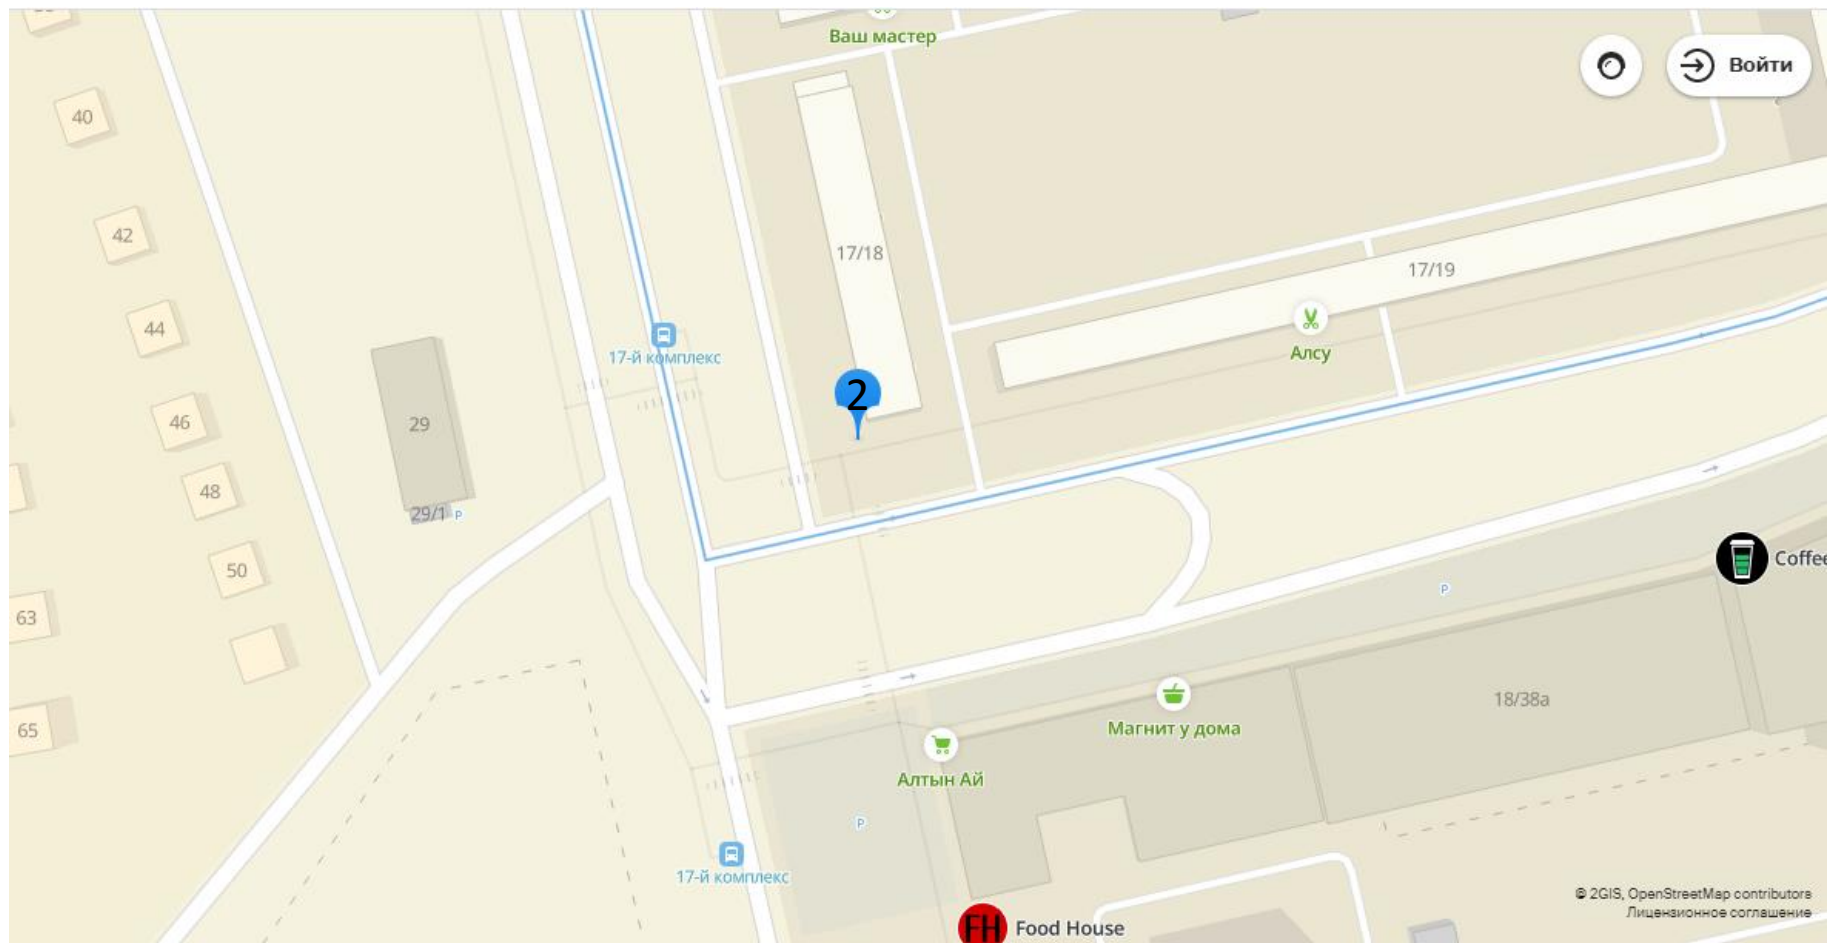 Ваш мастер
Войти
40
42
17/18
17/19
44
17-й комплекс
Алсу
2
46
29
48
29/1 P
50
Coffee
P
63
18/38а
Магнит у дома
65
Алтын Ай
P
17-й комплекс
© 2GIS, OpenStreetMap contributors
Лицензионное соглашение
FH Food House